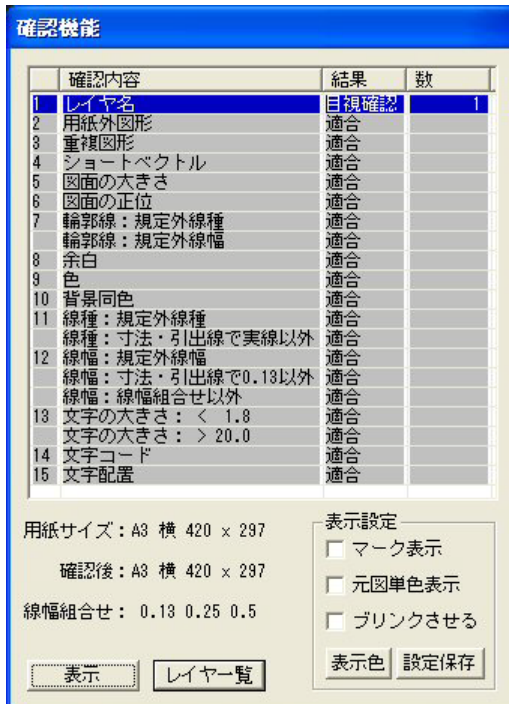 確認機能
確認内容 結果 数
1 レイヤ名 目視確認 1
2 用紙外図形 適合
3 重複図形 適合
4 ショートベクトル 適合
5 図面の大きさ 適合
6 図面の正位 適合
7 輪郭線：規定外線種 適合
輪郭線：規定外線幅 適合
8 余白 適合
9 色 適合
10 背景同色 適合
11 線種：規定外線種 適合
線種：寸法・引出線で実線以外 適合
12 線幅：規定外線幅 適合
線幅：寸法・引出線で0.13以外 適合
線幅：線幅組合せ以外 適合
13 文字の大きさ： < 1.8 適合
文字の大きさ： > 20.0 適合
14 文字コード 適合
15 文字配置 適合
用紙サイズ：A3 横 420 x 297
確認後：A3 横 420 x 297
線幅組合せ： 0.13 0.25 0.5
表示 レイヤー覧
表示設定
マーク表示
元図単色表示
ブリンクさせる
表示色 設定保存